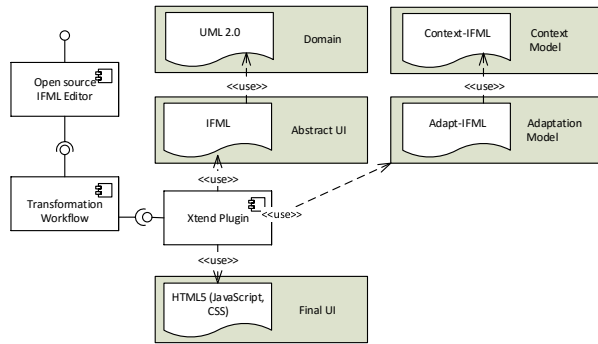 UML 2.0
Domain
Context-IFML
Context
Model
Open source
IFML Editor
<<use>>
<<use>>
IFML
Abstract UI
Adapt-IFML
Adaptation
Model
<<use>>
Transformation
Workflow
Xtend Plugin
<<use>>
<<use>>
HTML5 (JavaScript,
CSS)
Final UI